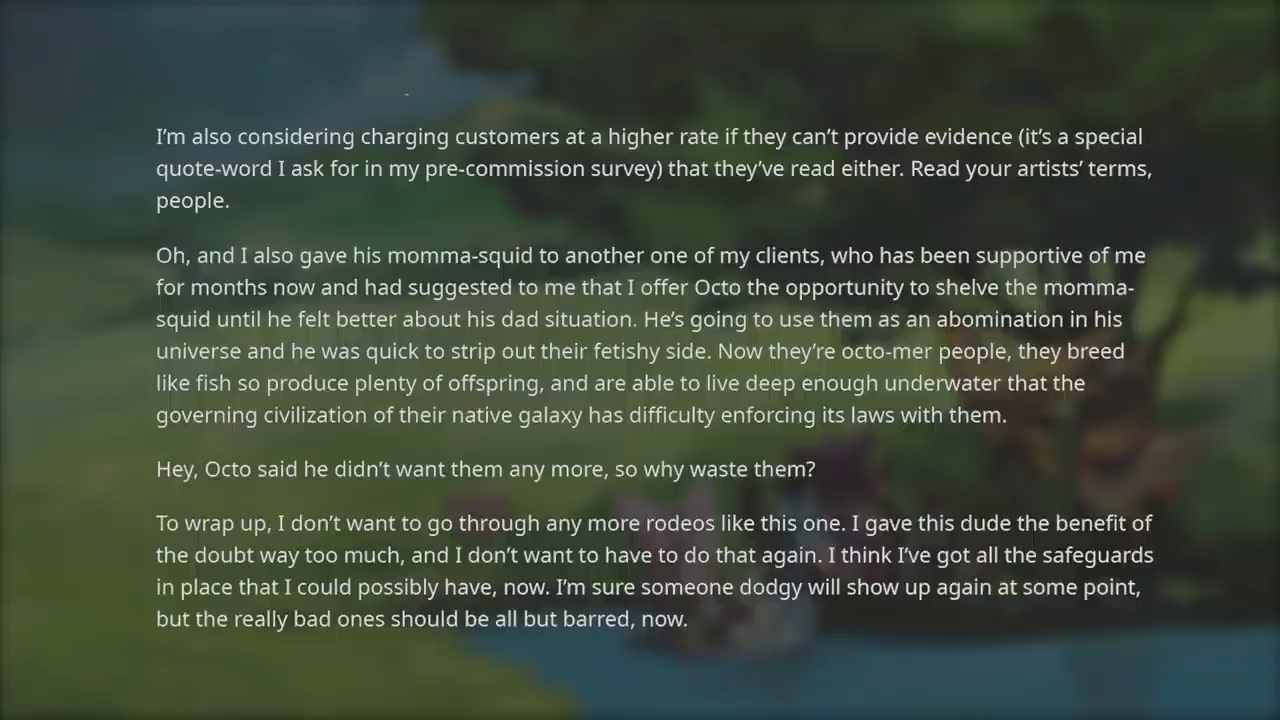 I’m also considering charging customers at a higher rate if they can’t provide evidence (it’s a special
quote-word I ask for in my pre-commission survey) that they’ve read either. Read your artists’ terms,
people.
Oh, and I also gave his momma-squid to another one of my clients, who has been supportive of me
for months now and had suggested to me that I offer Octo the opportunity to shelve the momma-
squid until he felt better about his dad situation. He’s going to use them as an abomination in his
universe and he was quick to strip out their fetishy side. Now they’re octo-mer people, they breed
like fish so produce plenty of offspring, and are able to live deep enough underwater that the
governing civilization of their native galaxy has difficulty enforcing its laws with them.
Hey, Octo said he didn’t want them any more, so why waste them?
To wrap up, I don’t want to go through any more rodeos like this one. I gave this dude the benefit of
the doubt way too much, and I don’t want to have to do that again. I think I’ve got all the safeguards
in place that I could possibly have, now. I’m sure someone dodgy will show up again at some point,
but the really bad ones should be all but barred, now.